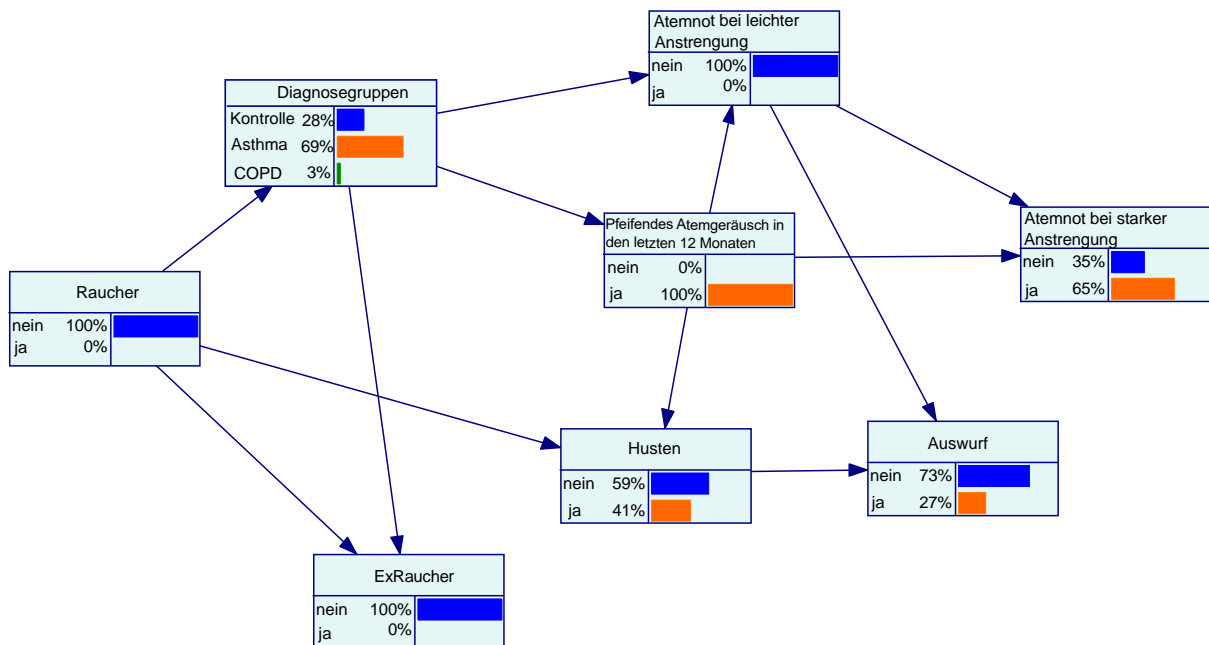 Atemnot bei leichter
Anstrengung
nein 100%
ja 0%
Diagnosegruppen
Kontrolle 28%
Asthma 69%
COPD 3%
Pfeifendes Atemgeräusch in
den letzten 12 Monaten
nein 0%
ja 100%
Atemnot bei starker
Anstrengung
nein 35%
ja 65%
Raucher
nein 100%
ja 0%
Husten
nein 59%
ja 41%
Auswurf
nein 73%
ja 27%
ExRaucher
nein 100%
ja 0%